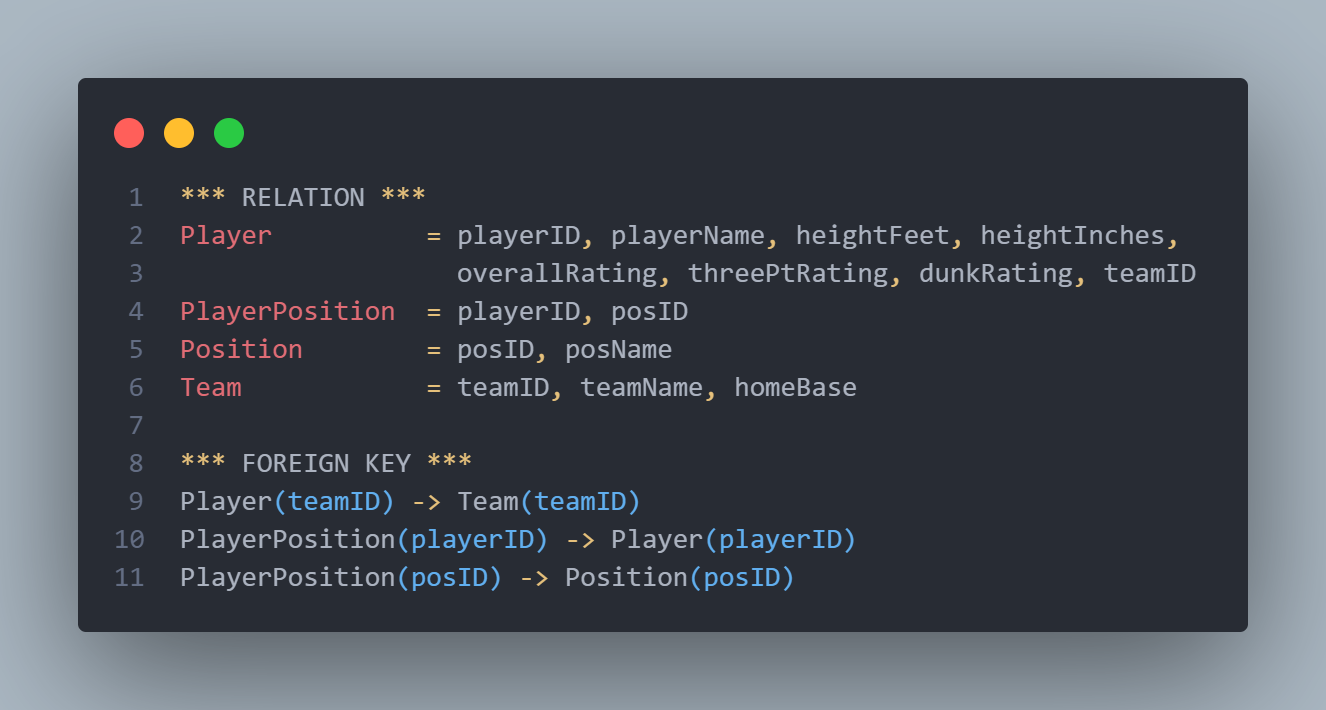 1 *** RELATION ***
2 Player = playerID, playerName, heightFeet, heightInches,
3 overallRating, threePtRating, dunkRating, teamID
4 PlayerPosition = playerID, posID
5 Position = posID, posName
6 Team = teamID, teamName, homeBase
7
8 *** FOREIGN KEY ***
9 Player(teamID) -> Team(teamID)
10 PlayerPosition(playerID) -> Player(playerID)
11 PlayerPosition(posID) -> Position(posID)